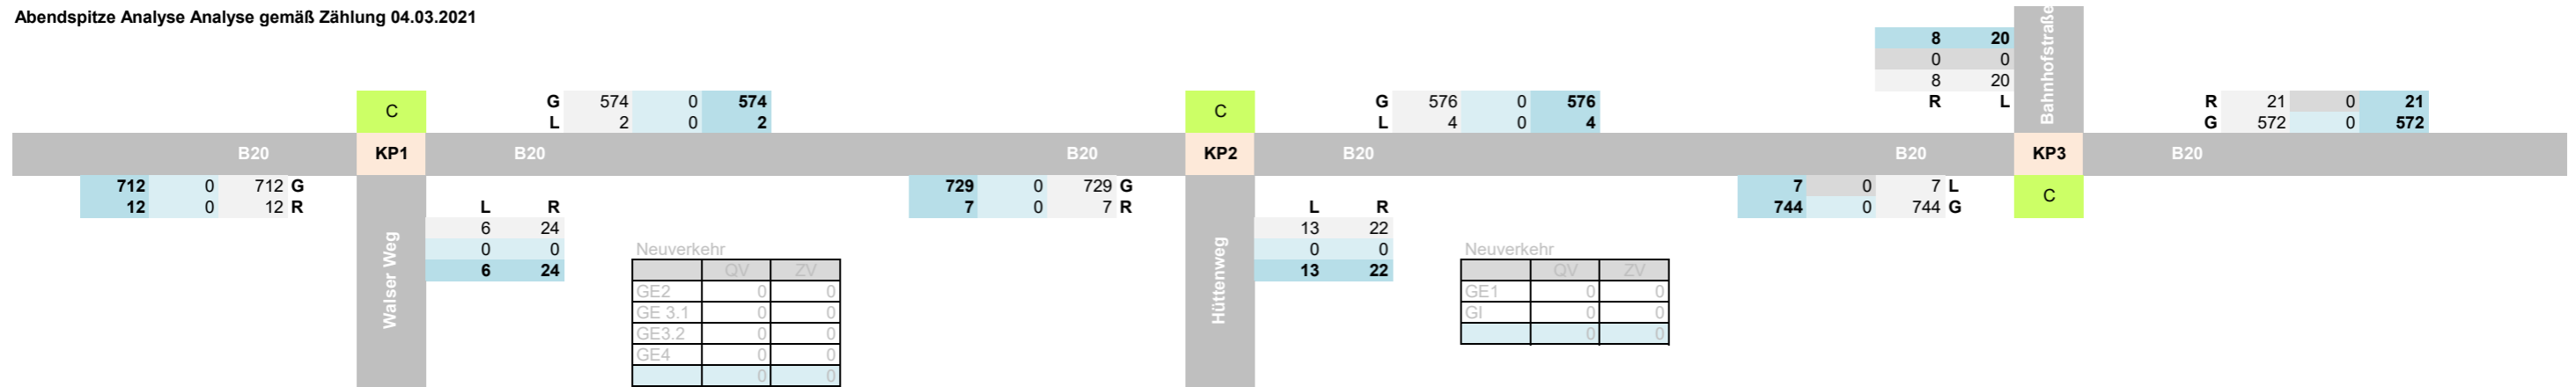 Abendspitze Analyse Analyse gemäß Zählung 04.03.2021
8 20
0 0
8 20
R L
Bahnhofstraße
C
G 574 0 574
L 2 0 2
C
G 576 0 576
L 4 0 4
R 21 0 21
G 572 0 572
B20 KP1 B20 B20 KP2 B20 B20 KP3 B20
712 0 712 G
12 0 12 R
729 0 729 G
7 0 7 R
7 0 7 L
744 0 744 G
C
Walser Weg
L R
6 24
0 0
6 24
Neuverkehr
QV ZV
GE2 0 0
GE 3.1 0 0
GE3.2 0 0
GE4 0 0
0 0
Hüttenweg
L R
13 22
0 0
13 22
Neuverkehr
QV ZV
GE1 0 0
GI 0 0
0 0